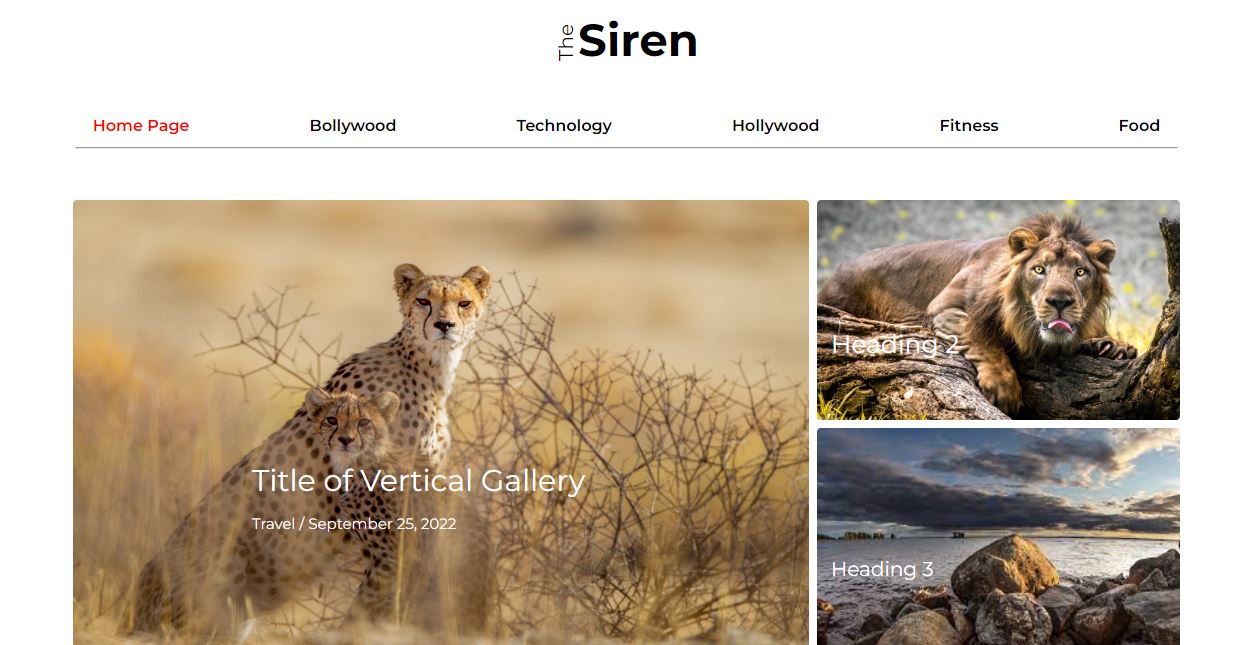 The Siren
Home Page Bollywood Technology Hollywood Fitness Food
Title of Vertical Gallery
Travel / September 25, 2022
Heading 2
Heading 3